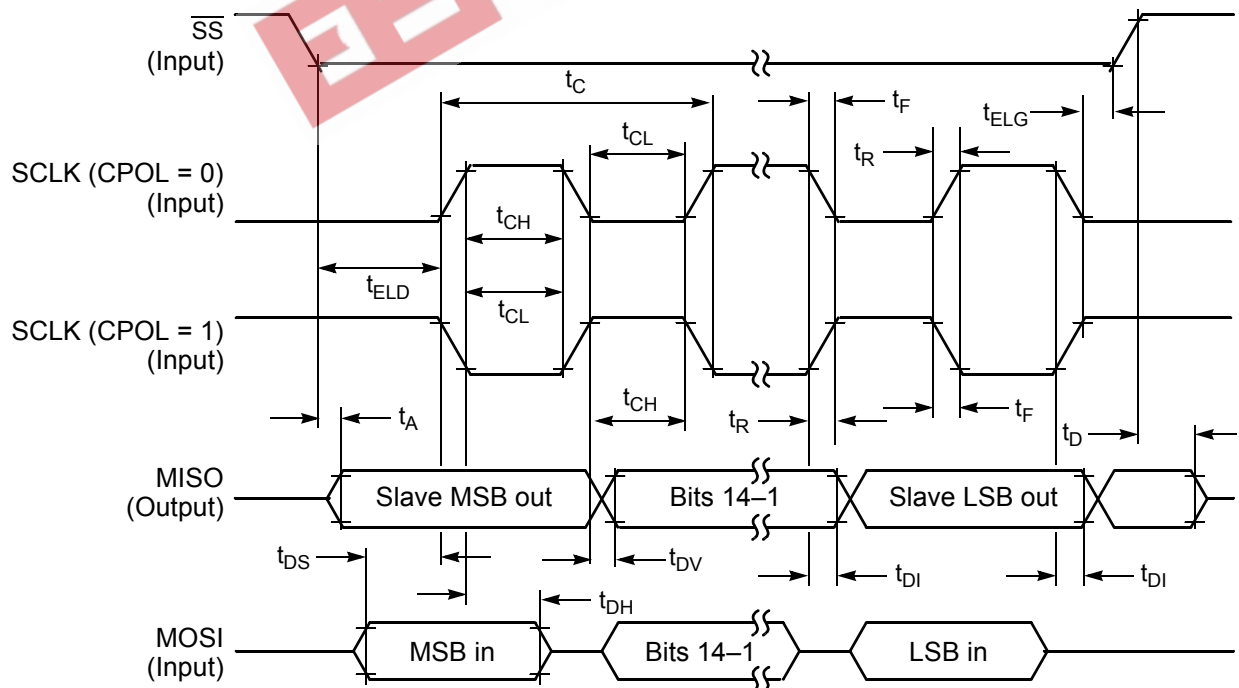 SS
(Input)
tC
tF
tELG
tCL
tR
SCLK (CPOL = 0)
(Input)
tCH
tELD
tCL
SCLK (CPOL = 1)
(Input)
tA
tCH
tR
tF
tD
MISO
(Output)
Slave MSB out
Bits 14–1
Slave LSB out
tDS
tDV
tDI
tDI
tDH
MOSI
(Input)
MSB in
Bits 14–1
LSB in